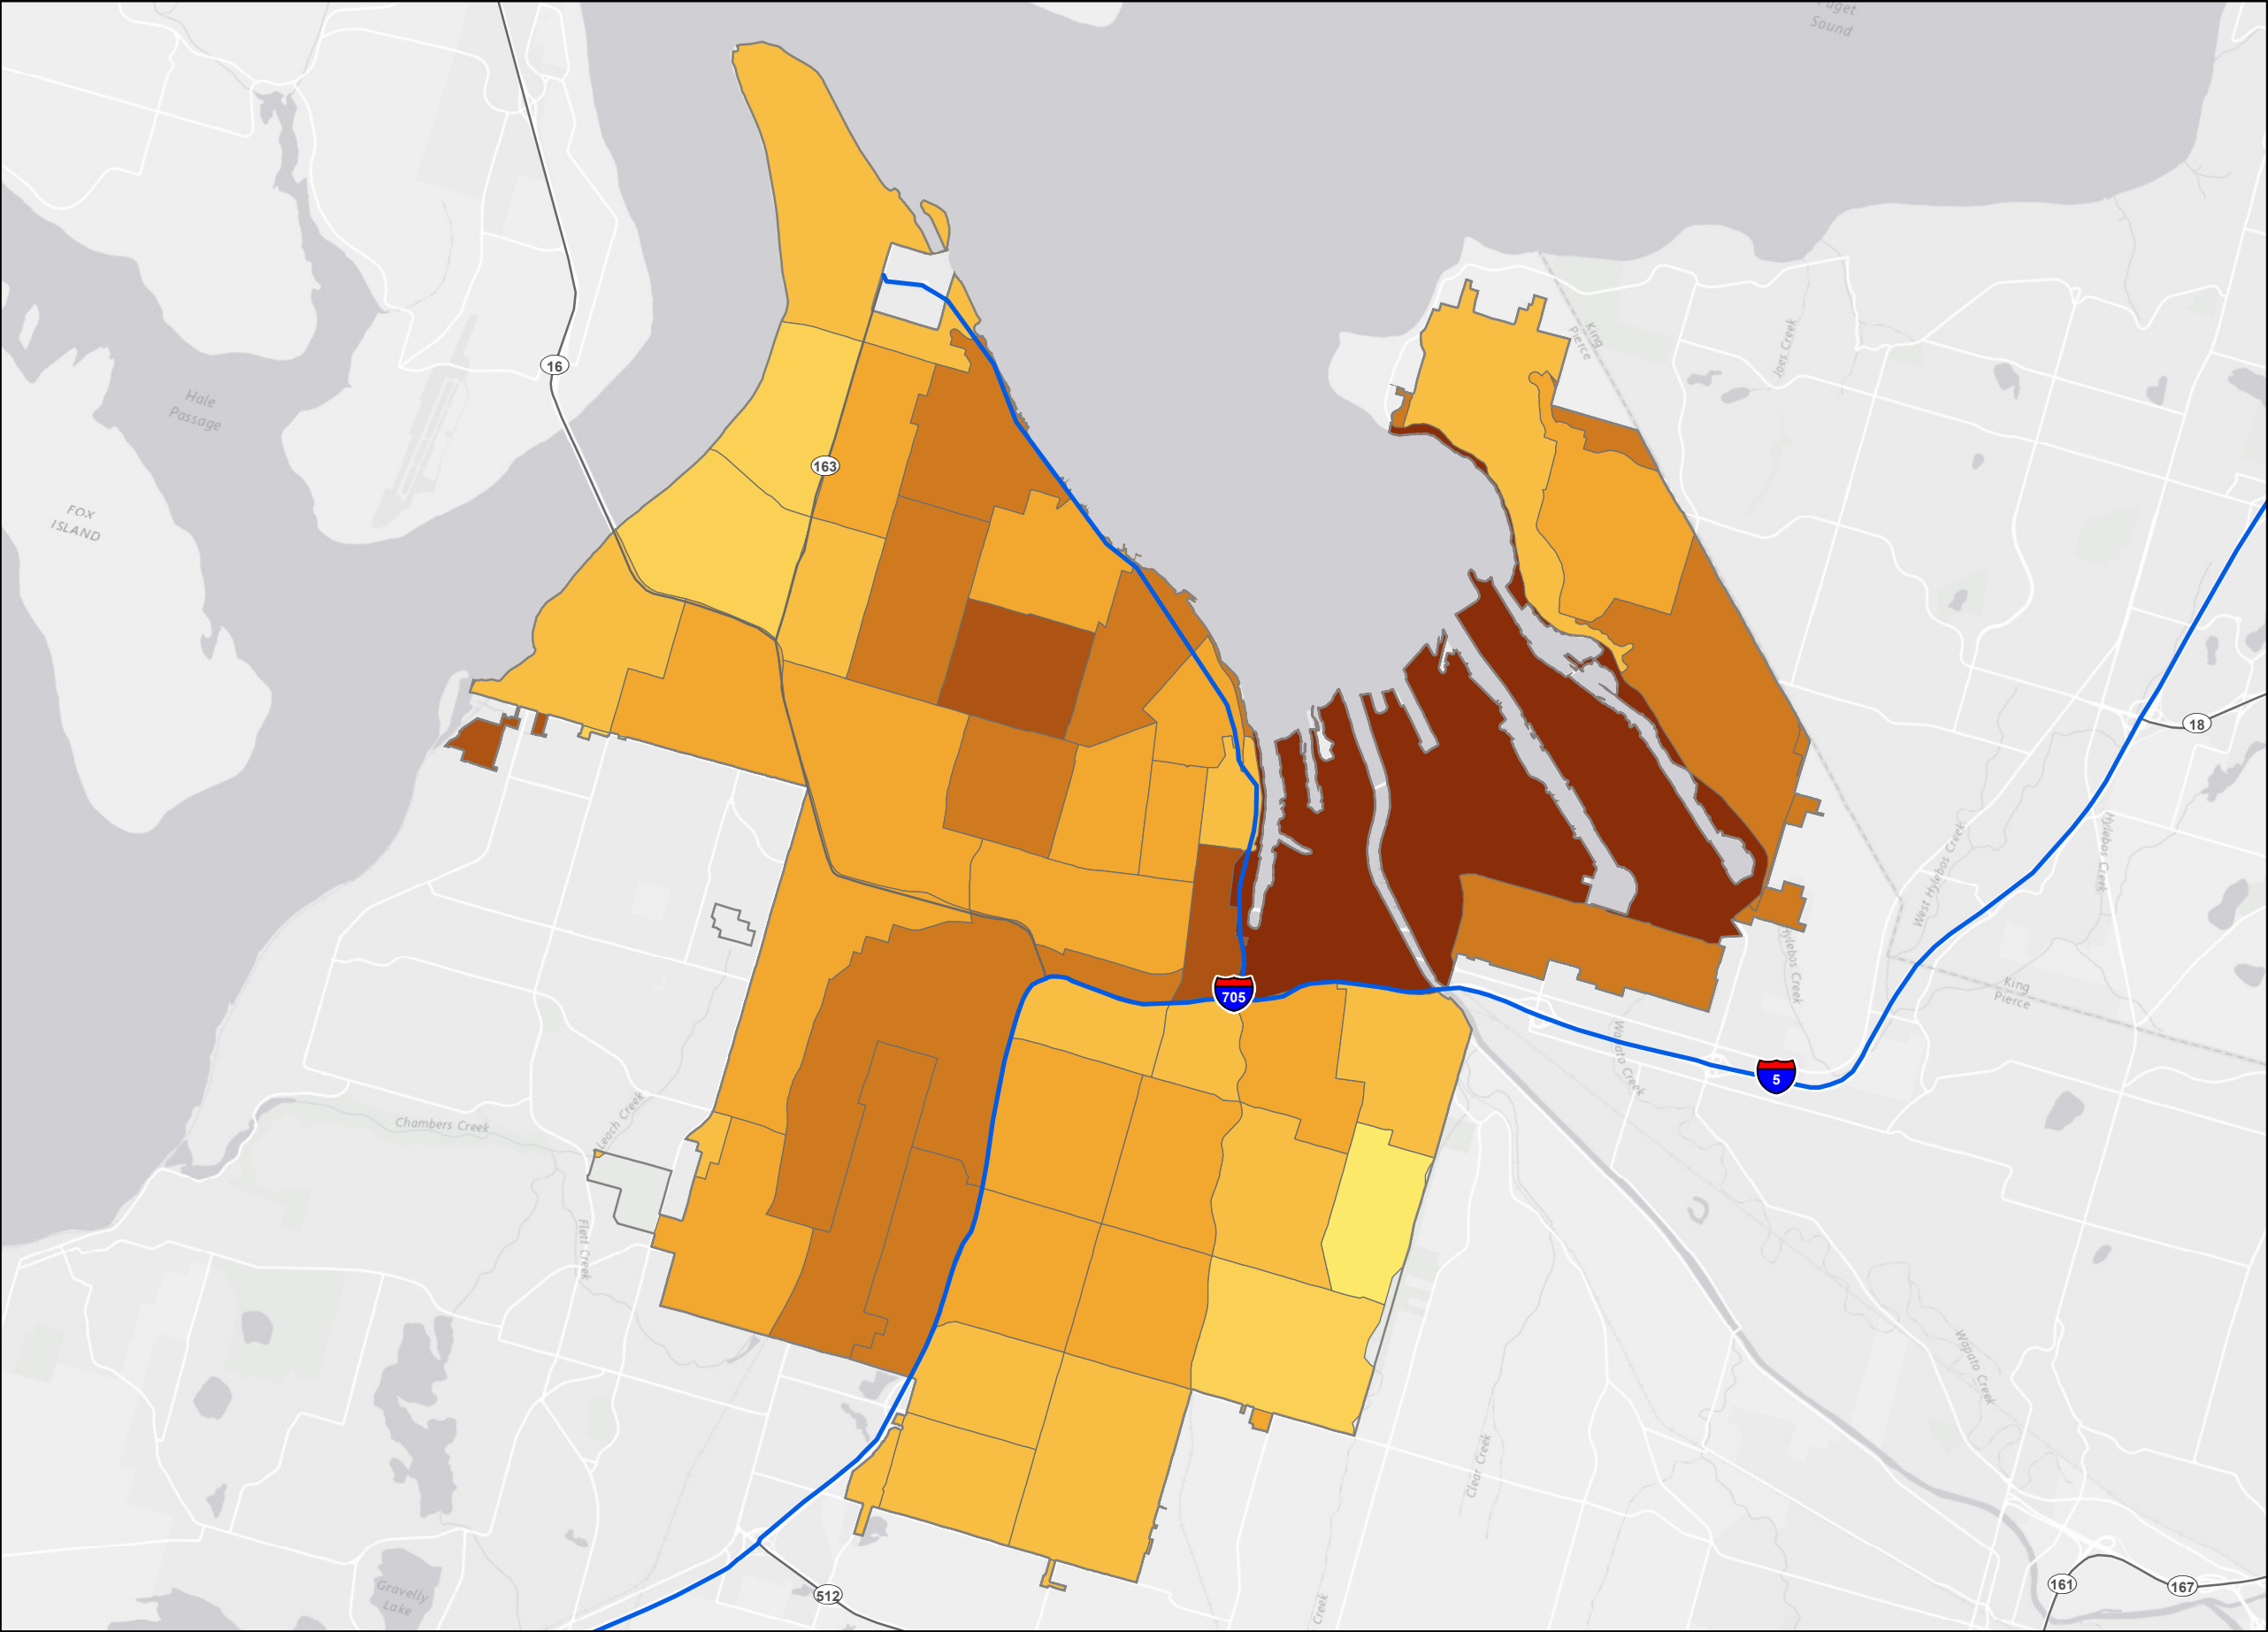 Puget
Sound
King
Pierce
Joes Creek
16
Hale
Passage
163
FOX
ISLAND
18
West Hylebos Creek
Hylebos Creek
Hylebos Creek
705
King
Pierce
5
Wapato Creek
Leach Creek
Chambers Creek
Flett Creek
Wapato Creek
Clear Creek
Gravelly
Lake
512
Creek
161
167